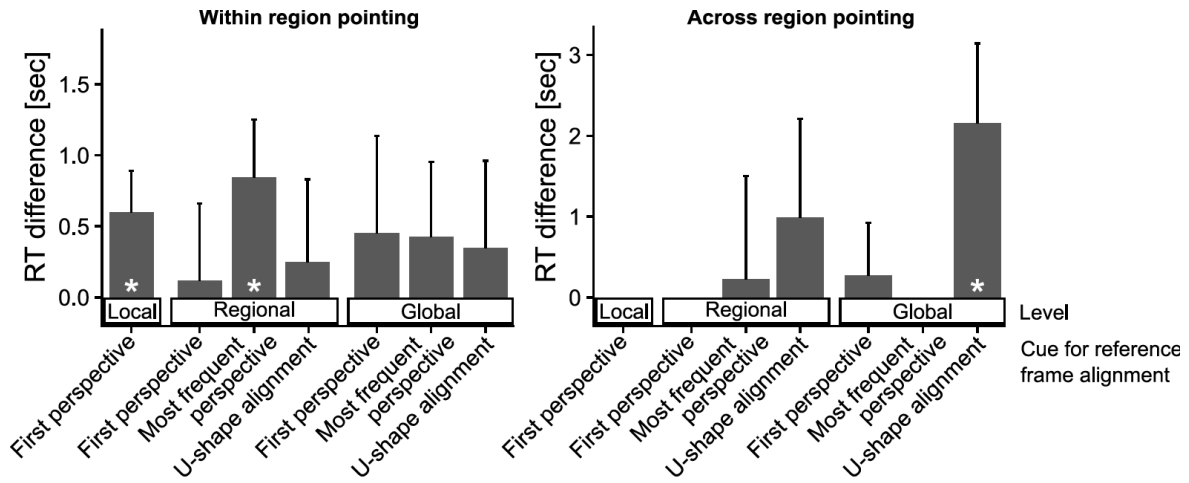 Within region pointing
RT difference [sec]
1.5
1.0
0.5
0.0
*
*
Local
Regional
Global
First perspective
First perspective
Most frequent
perspective
U-shape alignment
First perspective
Most frequent
perspective
U-shape alignment
Across region pointing
RT difference [sec]
3
2
1
0
*
Local
Regional
Global
Level
First perspective
First perspective
Most frequent
perspective
U-shape alignment
First perspective
Most frequent
perspective
U-shape alignment
Cue for reference
frame alignment